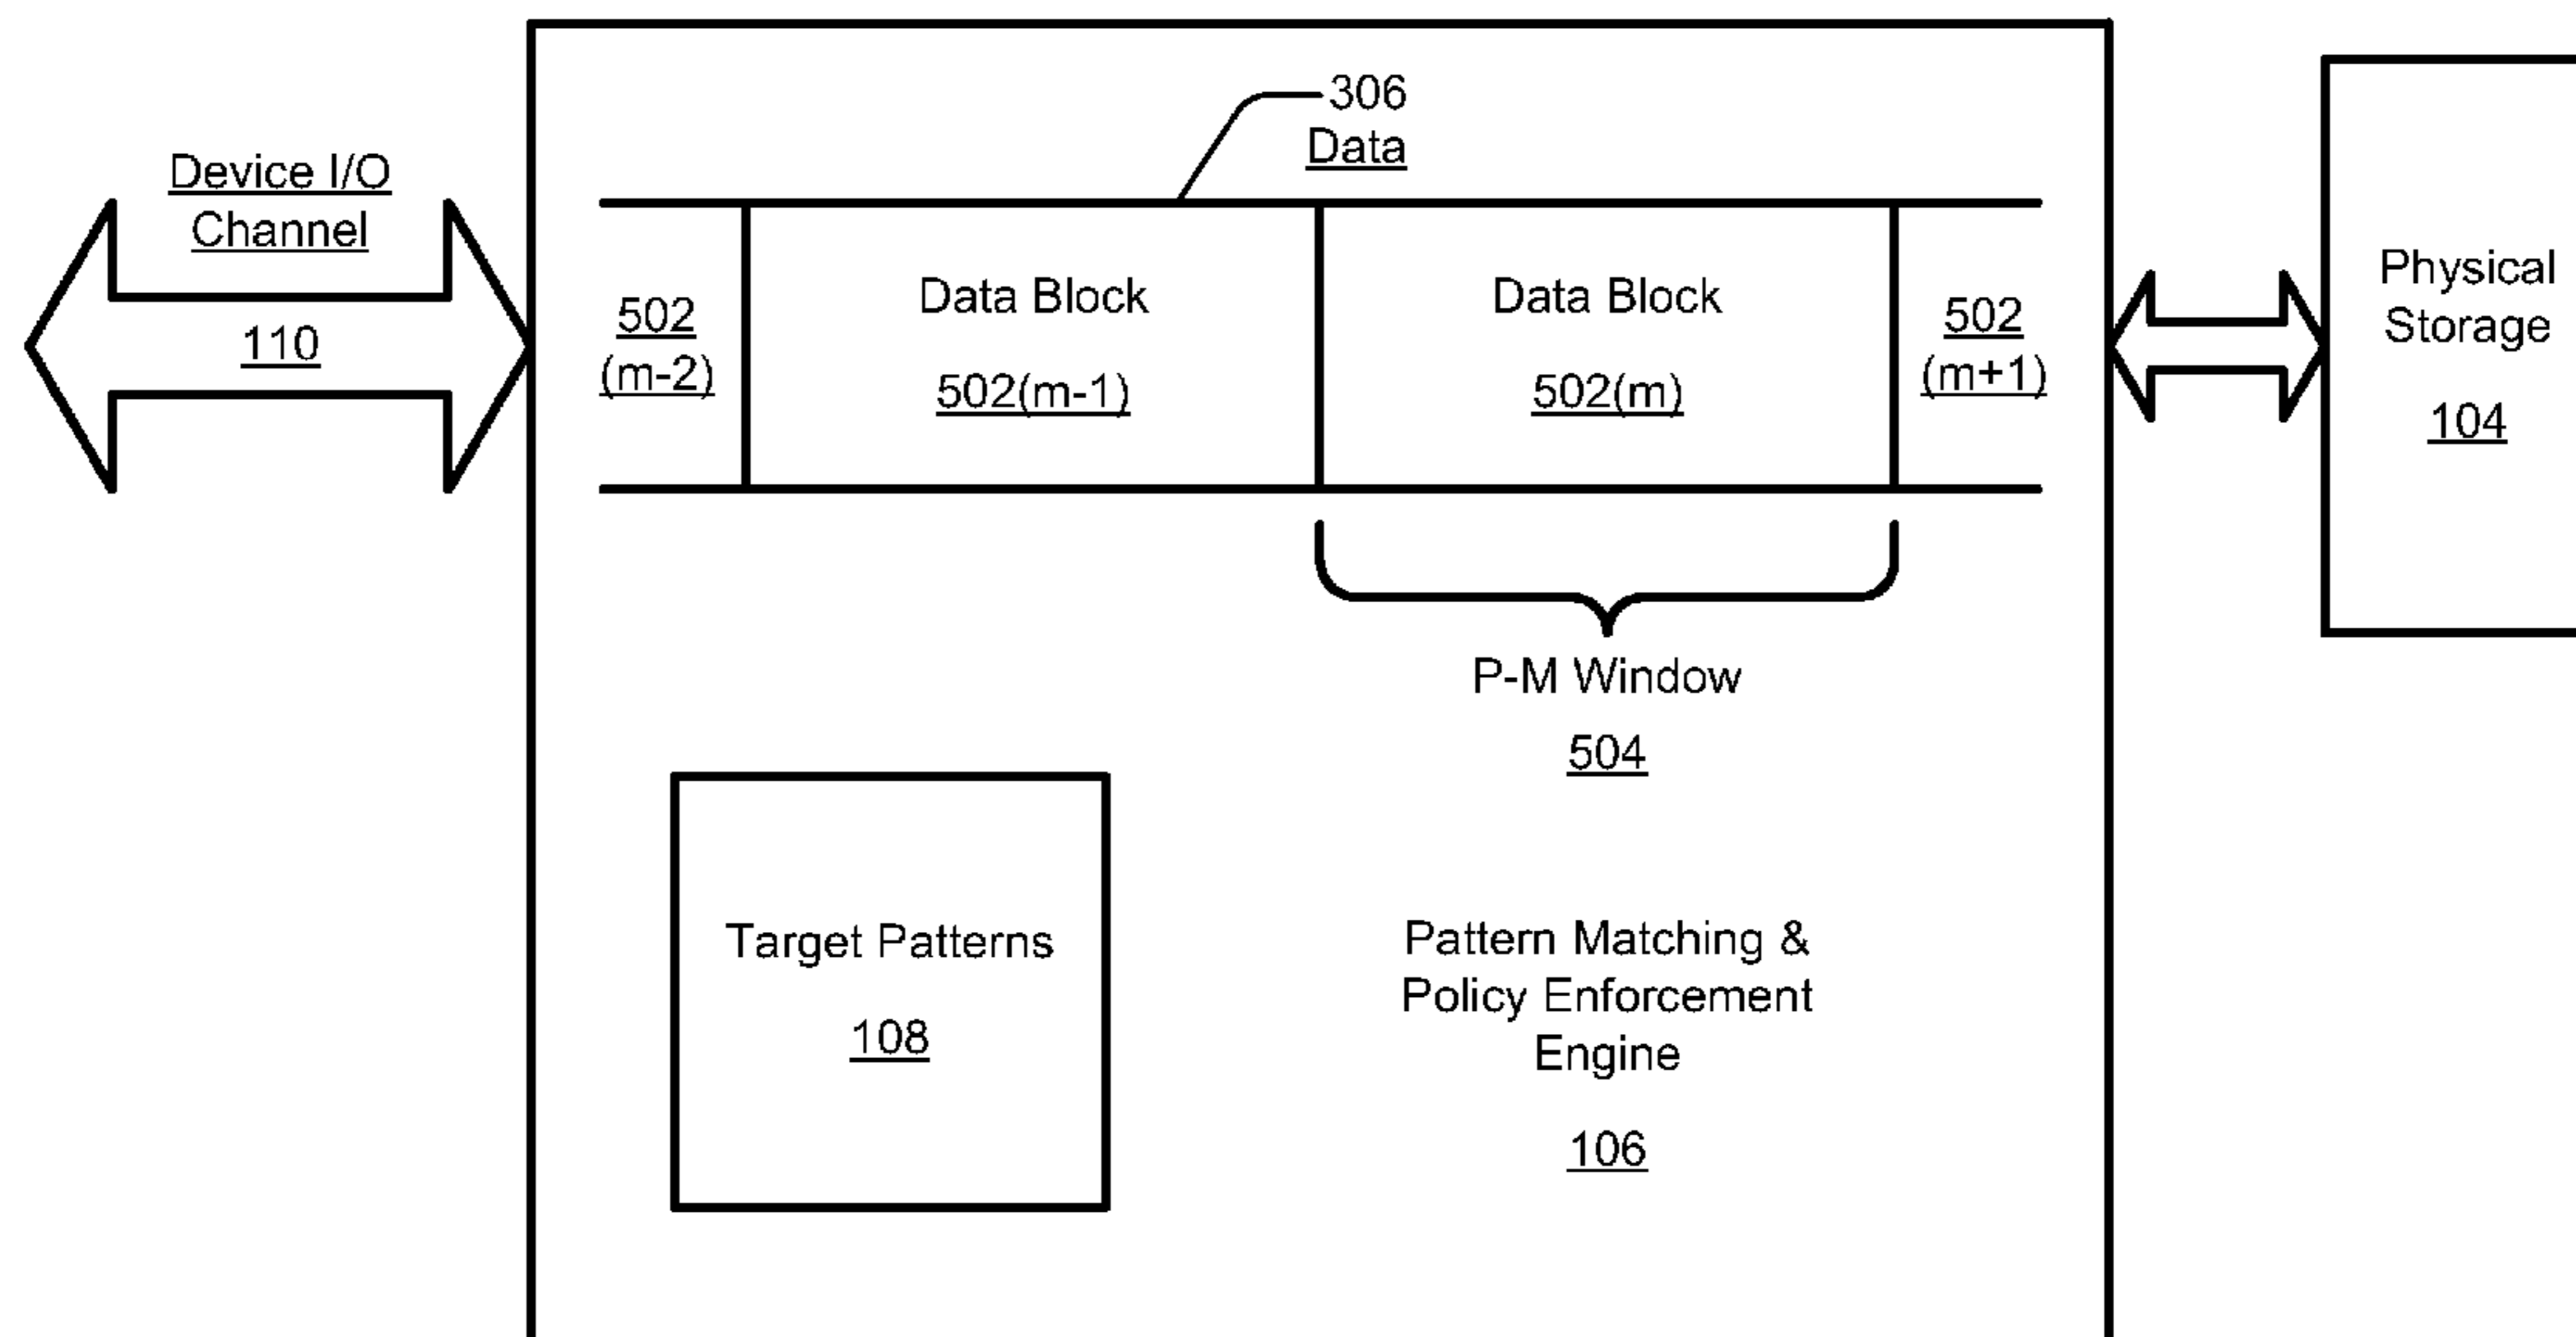 306
Data
Device I/O
Channel
110
502
(m-2)
Data Block
502(m-1)
Data Block
502(m)
502
(m+1)
Physical
Storage
104
P-M Window
504
Target Patterns
108
Pattern Matching &
Policy Enforcement
Engine
106